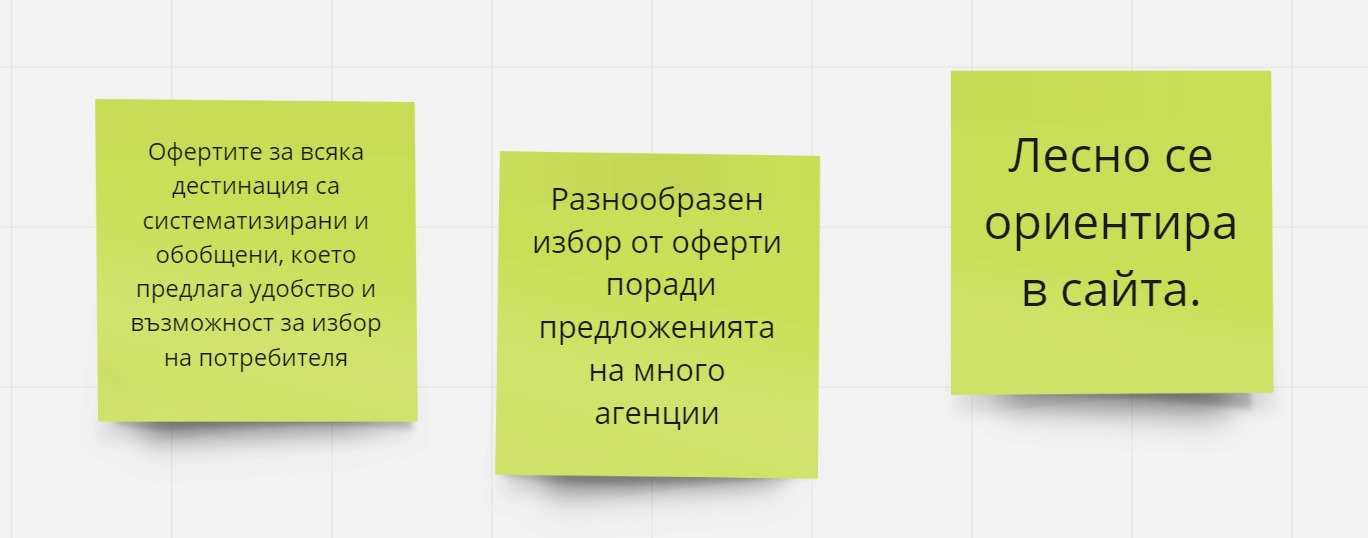 Офертите за всяка
дестинация са
систематизирани и
обобщени, което
предлага удобство и
възможност за избор
на потребителя
Разнообразен
избор от оферти
поради
предложенията
на много
агенции
Лесно се
ориентира
в сайта.